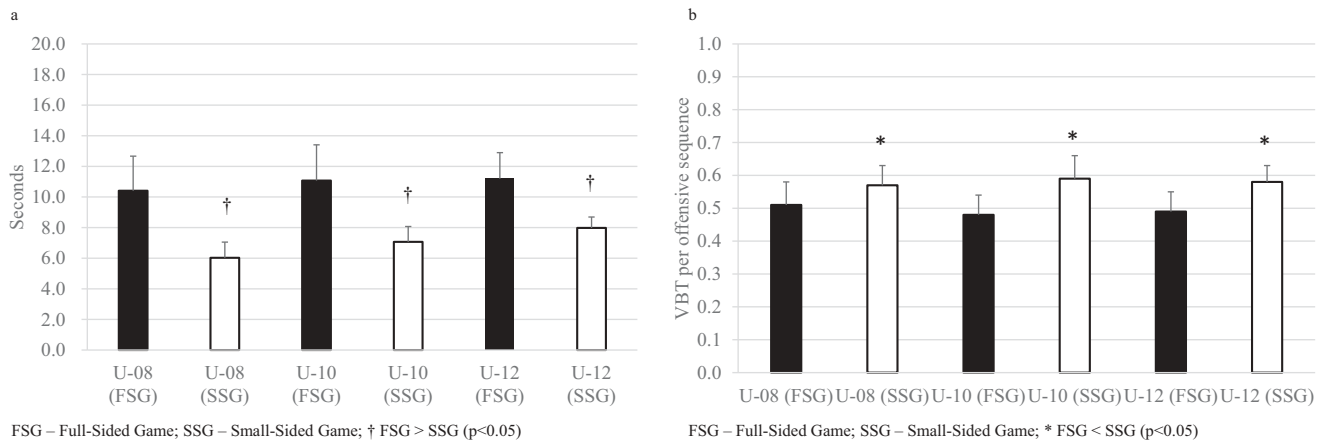 a
20.0
18.0
16.0
14.0
12.0
10.0
8.0
6.0
4.0
2.0
0.0
Seconds
†
†
†
U-08 (FSG)
U-08 (SSG)
U-10 (FSG)
U-10 (SSG)
U-12 (FSG)
U-12 (SSG)
FSG – Full-Sided Game; SSG – Small-Sided Game; † FSG > SSG (p<0.05)
b
1.0
0.9
0.8
0.7
0.6
0.5
0.4
0.3
0.2
0.1
0.0
VBT per offensive sequence
*
*
*
U-08 (FSG) U-08 (SSG) U-10 (FSG) U-10 (SSG) U-12 (FSG) U-12 (SSG)
FSG – Full-Sided Game; SSG – Small-Sided Game; * FSG < SSG (p<0.05)